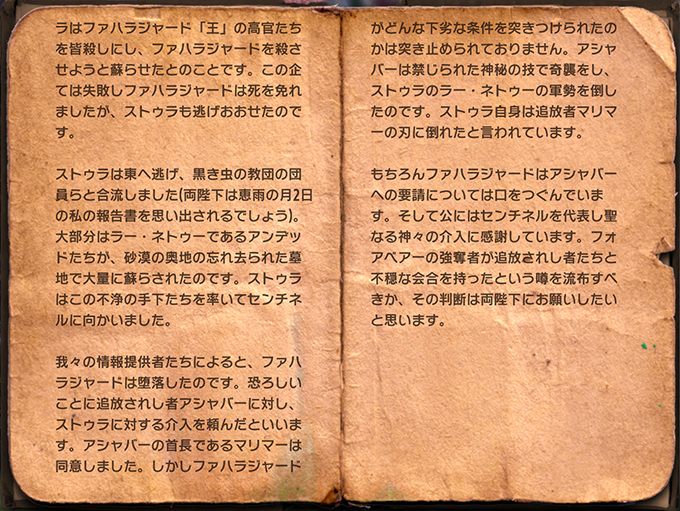 ラはファハラジャード「王」の高官たち
を皆殺しにし、ファハラジャードを殺さ
せようと蘇らせたとのことです。この企
ては失敗しファハラジャードは死を免れ
ましたが、ストゥラも逃げおおせたので
す。
ストゥラは東へ逃げ、黒き虫の教団の団
員らと合流しました(両陛下は恵雨の月2日
の私の報告書を思い出されるでしょう)。
大部分はラー・ネトゥーであるアンデッ
ドたちが、砂漠の奥地の忘れ去られた墓
地で大量に蘇らされたのです。ストゥラ
はこの不浄の手下たちを率いてセンチネ
ルに向かいました。
我々の情報提供者たちによると、ファハ
ラジャードは堕落したのです。恐ろしい
ことに追放されし者アシャバーに対し、
ストゥラに対する介入を頼んだといいま
す。アシャバーの首長であるマリマーは
同意しました。しかしファハラジャード
がどんな下劣な条件を突きつけられたの
かは突き止められておりません。アシャ
バーは禁じられた神秘の技で奇襲をし、
ストゥラのラー・ネトゥーの軍勢を倒し
たのです。ストゥラ自身は追放者マリマ
ーの刃に倒れたと言われています。
もちろんファハラジャードはアシャバー
への要請については口をつぐんでいま
す。そして公にはセンチネルを代表し聖
なる神々の介入に感謝しています。フォ
アベアーの強奪者が追放されし者たちと
不穏な会合を持ったという噂を流布すべ
きか、その判断は両陛下にお願いしたい
と思います。